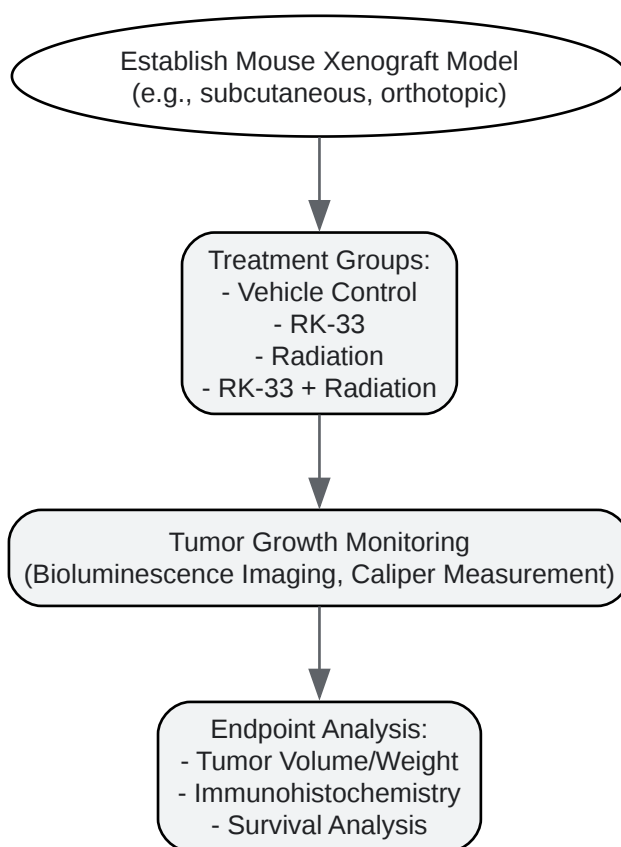 Establish Mouse Xenograft Model
(e.g., subcutaneous, orthotopic)
Treatment Groups:
- Vehicle Control
- RK-33
- Radiation
- RK-33 + Radiation
Tumor Growth Monitoring
(Bioluminescence Imaging, Caliper Measurement)
Endpoint Analysis:
- Tumor Volume/Weight
- Immunohistochemistry
- Survival Analysis